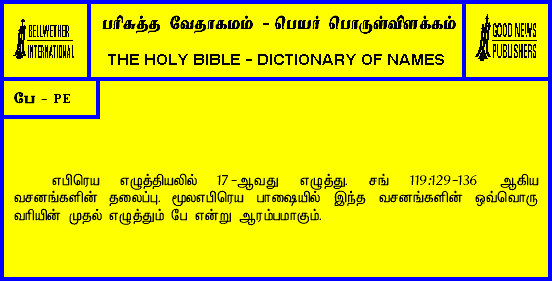 BELLWETHER
INTERNATIONAL
பரிசுத்த வேதாகமம் - பெயர் பொருள்விளக்கம்
THE HOLY BIBLE - DICTIONARY OF NAMES
GOOD NEWS
PUBLISHERS
பே - PE
எபிரெய எழுத்தியலில் 17-ஆவது எழுத்து. சங் 119:129-136 ஆகிய
வசனங்களின் தலைப்பு. மூலஎபிரெய பாஷையில் இந்த வசனங்களின் ஒவ்வொரு
வரியின் முதல் எழுத்தும் பே என்று ஆரம்பமாகும்.